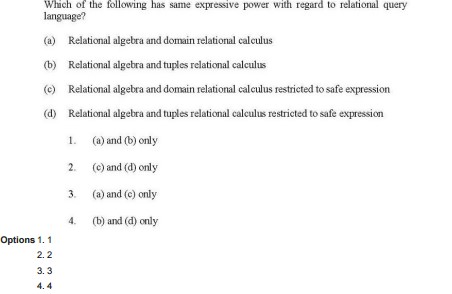 Which of the following has same expressive power with regard to relational query
language?
(a) Relational algebra and domain relational calculus
(b) Relational algebra and tuples relational calculus
(c) Relational algebra and domain relational calculus restricted to safe expression
(d) Relational algebra and tuples relational calculus restricted to safe expression
1. (a) and (b) only
2. (c) and (d) only
3. (a) and (c) only
4. (b) and (d) only
Options 1. 1
2. 2
3. 3
4. 4